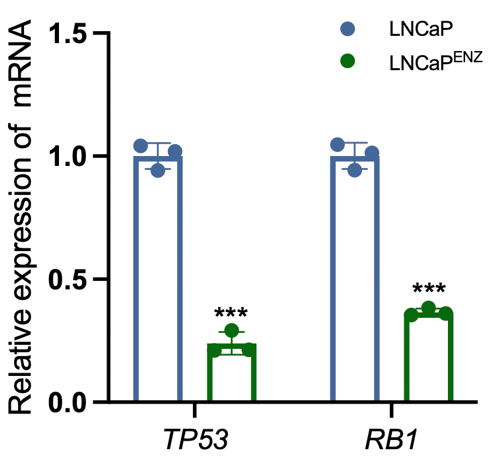 Relative expression of mRNA
1.5
1.0
0.5
0.0
LNCaP
LNCaPᴱᴺᶻ
***
***
TP53
RB1